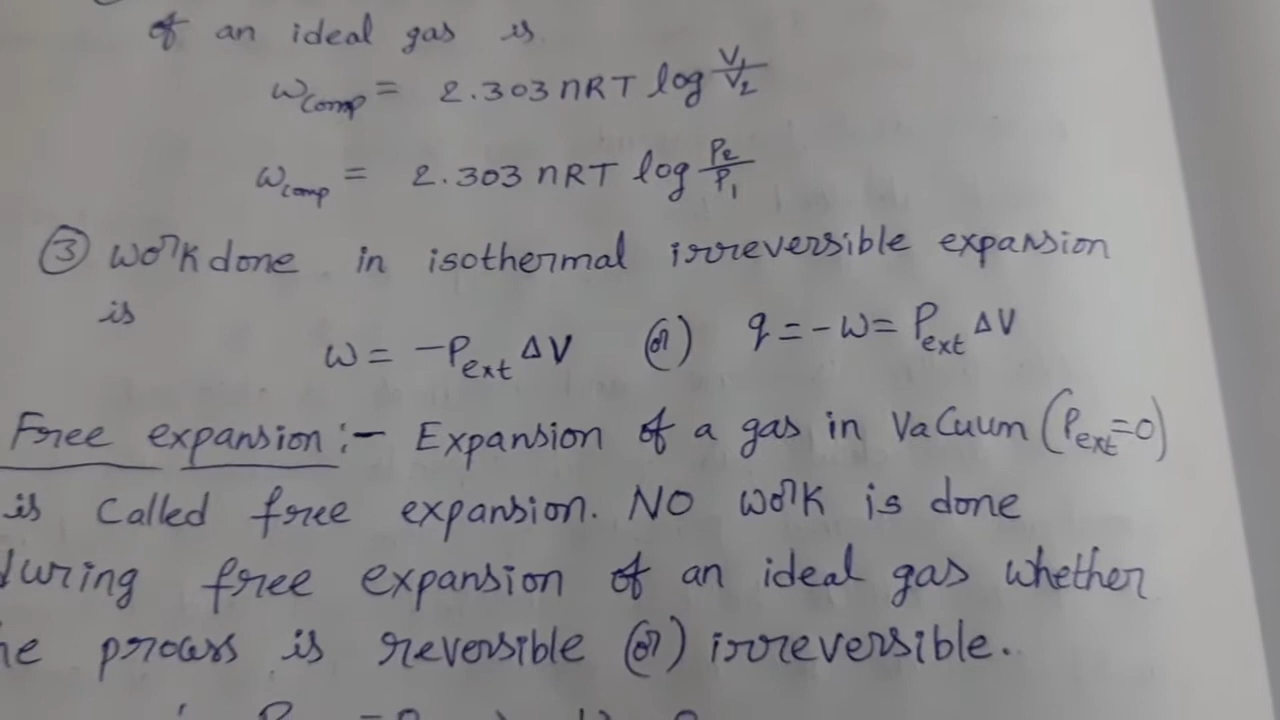 of an ideal gas is
w_comp = 2.303 nRT log V₁/V₂
w_comp = 2.303 nRT log P₂/P₁
③ work done in isothermal irreversible expansion
is
w = -P_ext ΔV (or) q = -w = P_ext ΔV
Free expansion :- Expansion of a gas in Vacuum (P_ext=0)
is called free expansion. NO work is done
during free expansion of an ideal gas whether
he process is reversible (or) irreversible.